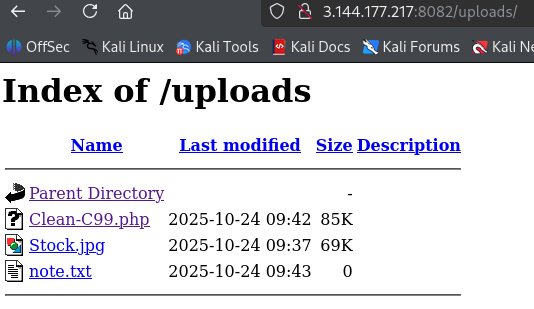 3.144.177.217:8082/uploads/
OffSec Kali Linux Kali Tools Kali Docs Kali Forums Kali Ne
Index of /uploads
Name Last modified Size Description
Parent Directory -
Clean-C99.php 2025-10-24 09:42 85K
Stock.jpg 2025-10-24 09:37 69K
note.txt 2025-10-24 09:43 0